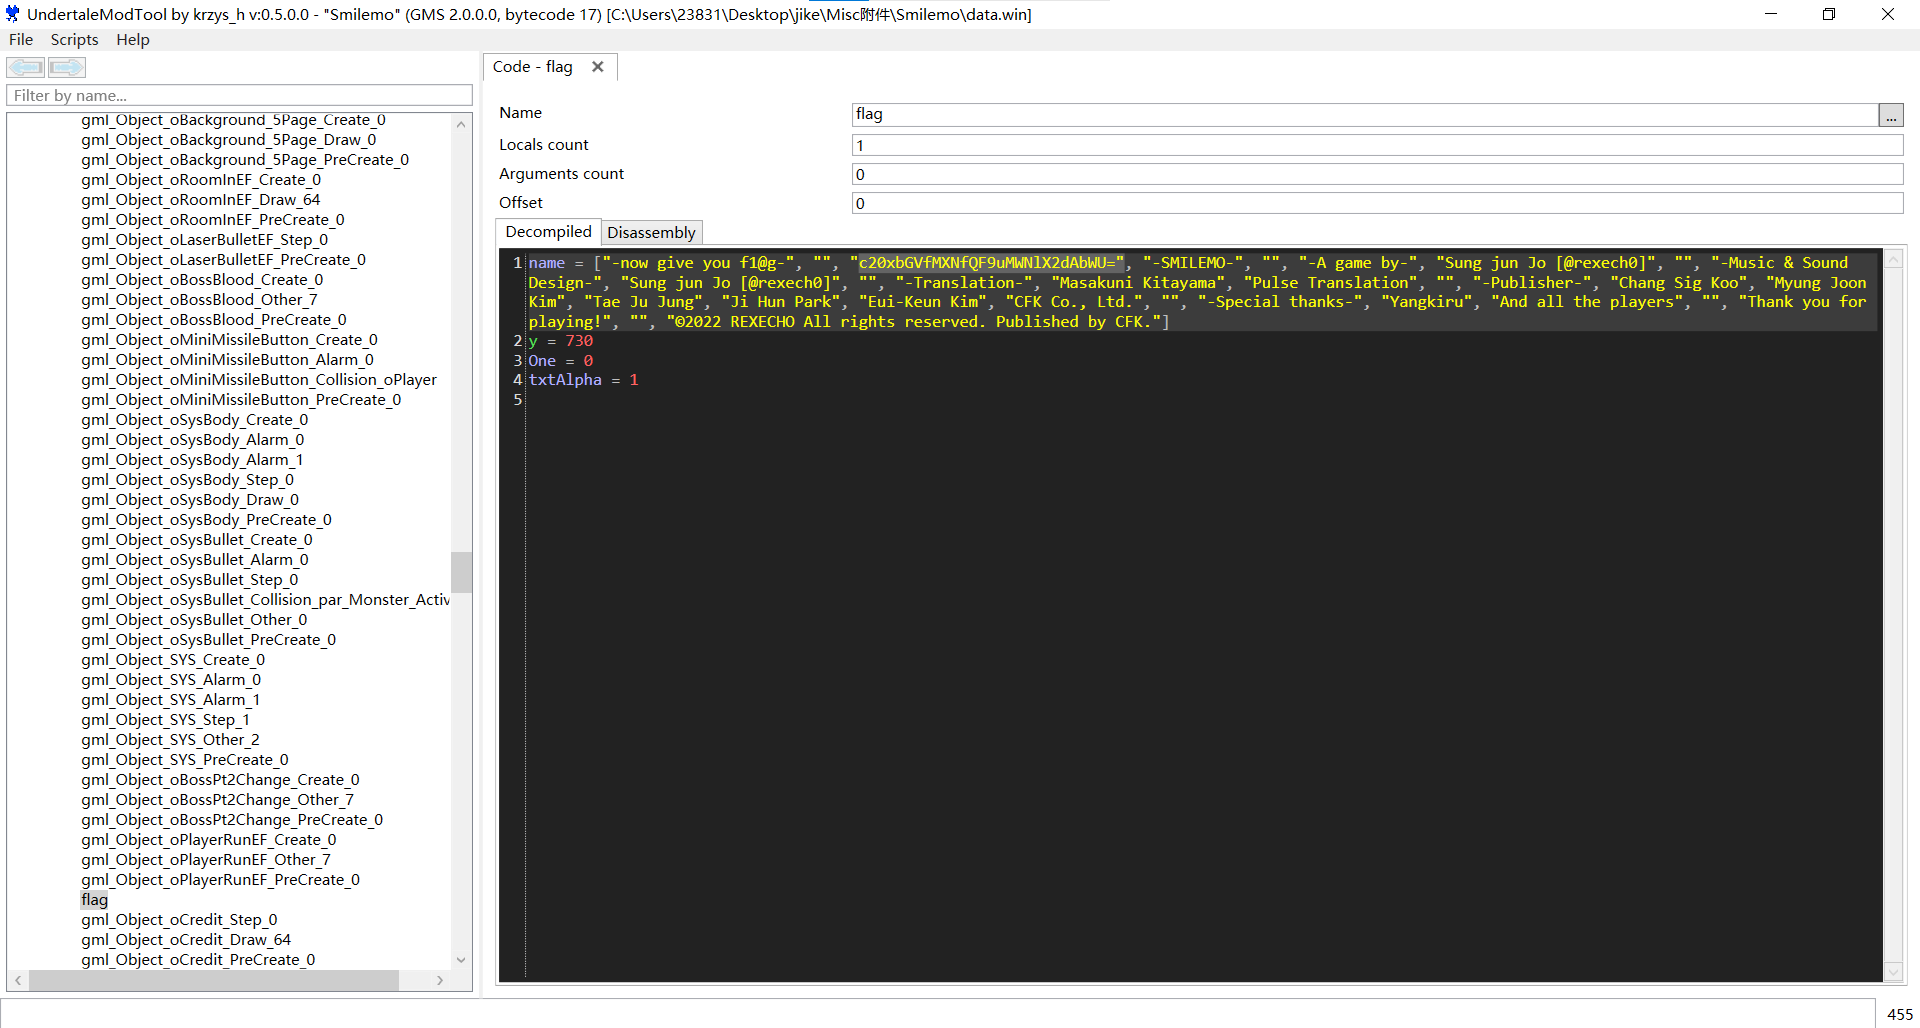 UndertaleModTool by krzys_h v:0.5.0.0 - "Smilemo" (GMS 2.0.0.0, bytecode 17) [C:\Users\23831\Desktop\jike\Misc附件\Smilemo\data.win]
File Scripts Help
Code - flag
Filter by name...
Name flag ...
Locals count 1
Arguments count 0
Offset 0
Decompiled Disassembly
gml_Object_oBackground_5Page_Create_0
gml_Object_oBackground_5Page_Draw_0
gml_Object_oBackground_5Page_PreCreate_0
gml_Object_oRoomInEF_Create_0
gml_Object_oRoomInEF_Draw_64
gml_Object_oRoomInEF_PreCreate_0
gml_Object_oLaserBulletEF_Step_0
gml_Object_oLaserBulletEF_PreCreate_0
gml_Object_oBossBlood_Create_0
gml_Object_oBossBlood_Other_7
gml_Object_oBossBlood_PreCreate_0
gml_Object_oMiniMissileButton_Create_0
gml_Object_oMiniMissileButton_Alarm_0
gml_Object_oMiniMissileButton_Collision_oPlayer
gml_Object_oMiniMissileButton_PreCreate_0
gml_Object_oSysBody_Create_0
gml_Object_oSysBody_Alarm_0
gml_Object_oSysBody_Alarm_1
gml_Object_oSysBody_Step_0
gml_Object_oSysBody_Draw_0
gml_Object_oSysBody_PreCreate_0
gml_Object_oSysBullet_Create_0
gml_Object_oSysBullet_Alarm_0
gml_Object_oSysBullet_Step_0
gml_Object_oSysBullet_Collision_par_Monster_Activ
gml_Object_oSysBullet_Other_0
gml_Object_oSysBullet_PreCreate_0
gml_Object_SYS_Create_0
gml_Object_SYS_Alarm_0
gml_Object_SYS_Alarm_1
gml_Object_SYS_Step_1
gml_Object_SYS_Other_2
gml_Object_SYS_PreCreate_0
gml_Object_oBossPt2Change_Create_0
gml_Object_oBossPt2Change_Other_7
gml_Object_oBossPt2Change_PreCreate_0
gml_Object_oPlayerRunEF_Create_0
gml_Object_oPlayerRunEF_Other_7
gml_Object_oPlayerRunEF_PreCreate_0
flag
gml_Object_oCredit_Step_0
gml_Object_oCredit_Draw_64
gml_Object_oCredit_PreCreate_0
1 name = ["-now give you f1@g-", "", "c20xbGVfMXNfQF9uMWNlX2dAbWU=", "-SMILEMO-", "", "-A game by-", "Sung jun Jo [@rexech0]", "", "-Music & Sound
Design-", "Sung jun Jo [@rexech0]", "", "-Translation-", "Masakuni Kitayama", "Pulse Translation", "", "-Publisher-", "Chang Sig Koo", "Myung Joon
Kim", "Tae Ju Jung", "Ji Hun Park", "Eui-Keun Kim", "CFK Co., Ltd.", "", "-Special thanks-", "Yangkiru", "And all the players", "", "Thank you for
playing!", "", "©2022 REXECHO All rights reserved. Published by CFK."]
2 y = 730
3 One = 0
4 txtAlpha = 1
5
455